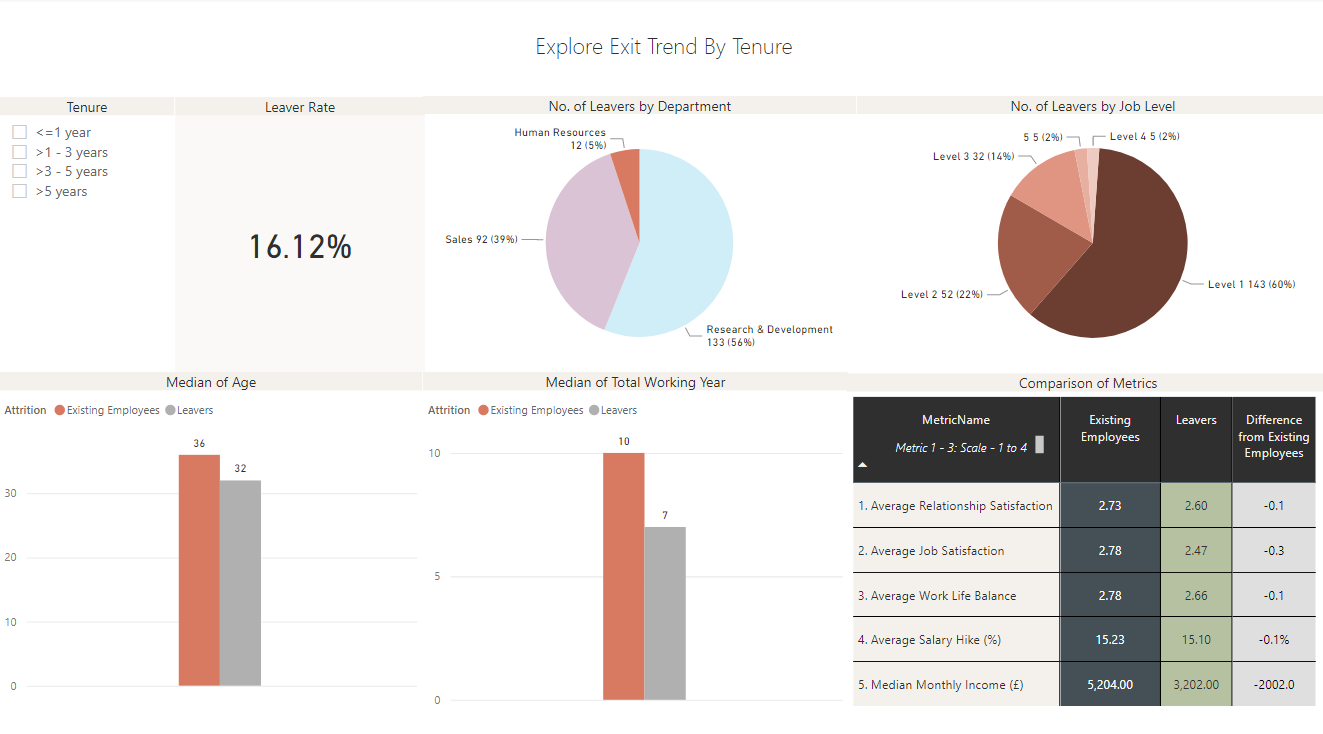 Explore Exit Trend By Tenure
Tenure
<=1 year
>1 - 3 years
>3 - 5 years
>5 years
Leaver Rate
16.12%
No. of Leavers by Department
Human Resources
12 (5%)
Sales 92 (39%)
Research & Development
133 (56%)
No. of Leavers by Job Level
5 5 (2%)
Level 4 5 (2%)
Level 3 32 (14%)
Level 2 52 (22%)
Level 1 143 (60%)
Median of Age
Attrition Existing Employees Leavers
36
32
30
20
10
0
Median of Total Working Year
Attrition Existing Employees Leavers
10
7
10
5
0
Comparison of Metrics
MetricName
Metric 1 - 3: Scale - 1 to 4
Existing
Employees
Leavers
Difference
from Existing
Employees
1. Average Relationship Satisfaction 2.73 2.60 -0.1
2. Average Job Satisfaction 2.78 2.47 -0.3
3. Average Work Life Balance 2.78 2.66 -0.1
4. Average Salary Hike (%) 15.23 15.10 -0.1%
5. Median Monthly Income (£) 5,204.00 3,202.00 -2002.0